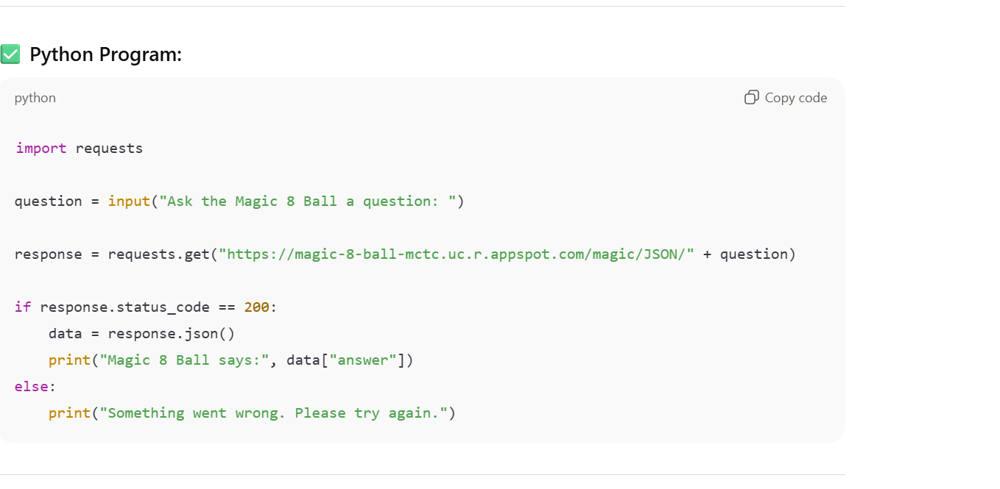 ✅ Python Program:
python
Copy code
import requests
question = input("Ask the Magic 8 Ball a question: ")
response = requests.get("https://magic-8-ball-mctc.uc.r.appspot.com/magic/JSON/" + question)
if response.status_code == 200:
    data = response.json()
    print("Magic 8 Ball says:", data["answer"])
else:
    print("Something went wrong. Please try again.")